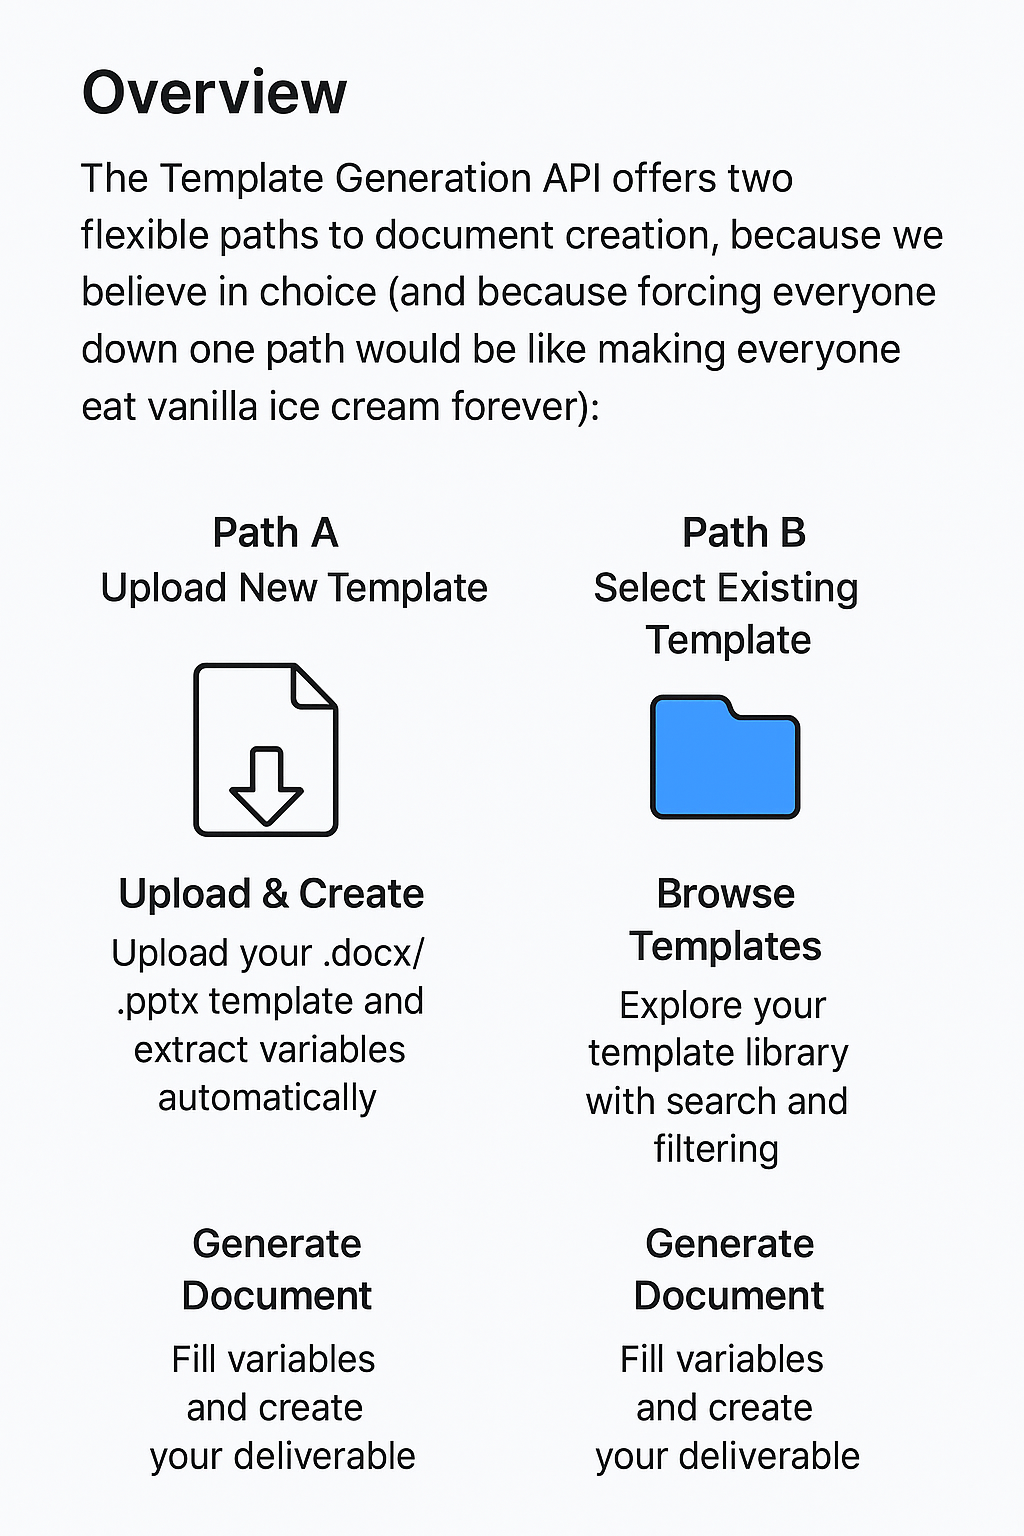 Overview
The Template Generation API offers two
flexible paths to document creation, because we
believe in choice (and because forcing everyone
down one path would be like making everyone
eat vanilla ice cream forever):
Path A
Upload New Template
Upload & Create
Upload your .docx/
.pptx template and
extract variables
automatically
Generate
Document
Fill variables
and create
your deliverable
Path B
Select Existing
Template
Browse
Templates
Explore your
template library
with search and
filtering
Generate
Document
Fill variables
and create
your deliverable